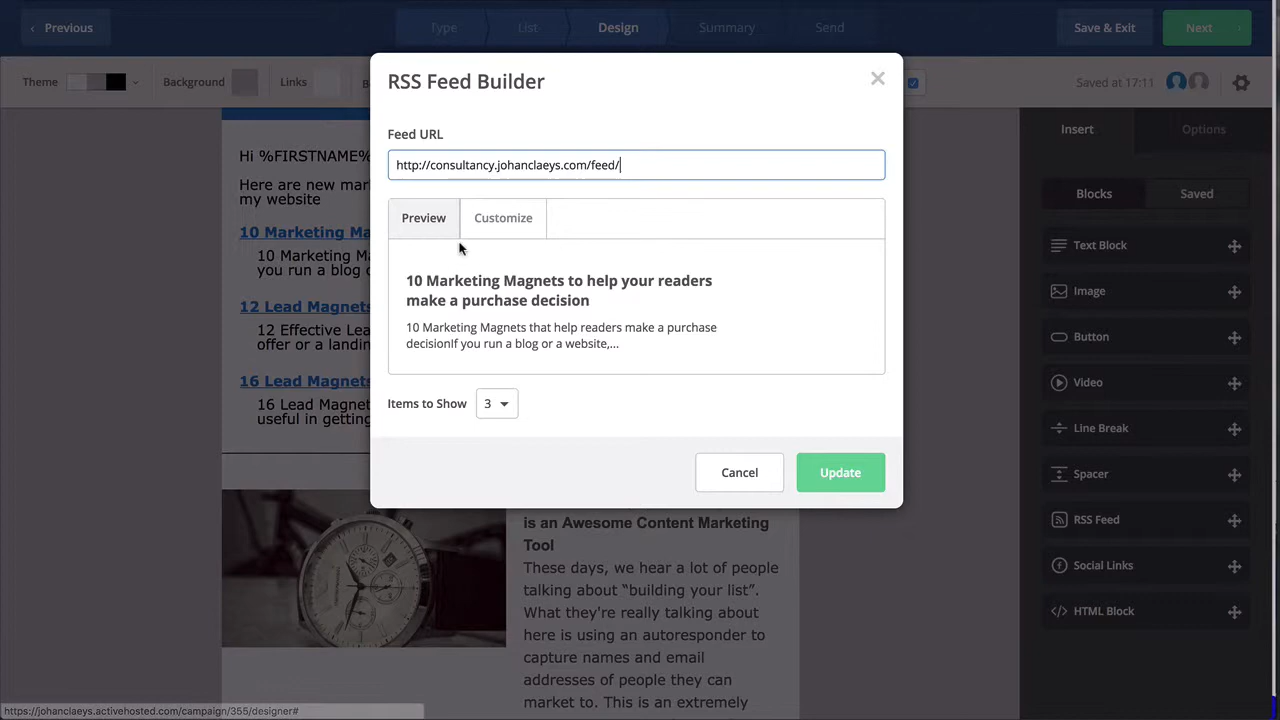 Previous
Type
List
Design
Summary
Send
Save & Exit
Next
Theme
Background
Links
Saved at 17:11
RSS Feed Builder
Feed URL
http://consultancy.johanclaeys.com/feed/
Preview
Customize
10 Marketing Magnets to help your readers
make a purchase decision
10 Marketing Magnets that help readers make a purchase
decisionIf you run a blog or a website,...
Items to Show
3
Cancel
Update
Hi %FIRSTNAME%
Here are new mar
my website
10 Marketing Ma
10 Marketing M
you run a blog o
12 Lead Magnets
12 Effective Lea
offer or a landin
16 Lead Magnets
16 Lead Magnet
useful in getting
is an Awesome Content Marketing
Tool
These days, we hear a lot of people
talking about “building your list”.
What they're really talking about
here is using an autoresponder to
capture names and email
addresses of people they can
market to. This is an extremely
Insert
Options
Blocks
Saved
Text Block
Image
Button
Video
Line Break
Spacer
RSS Feed
Social Links
HTML Block
https://johanclaeys.activehosted.com/campaign/355/designer#